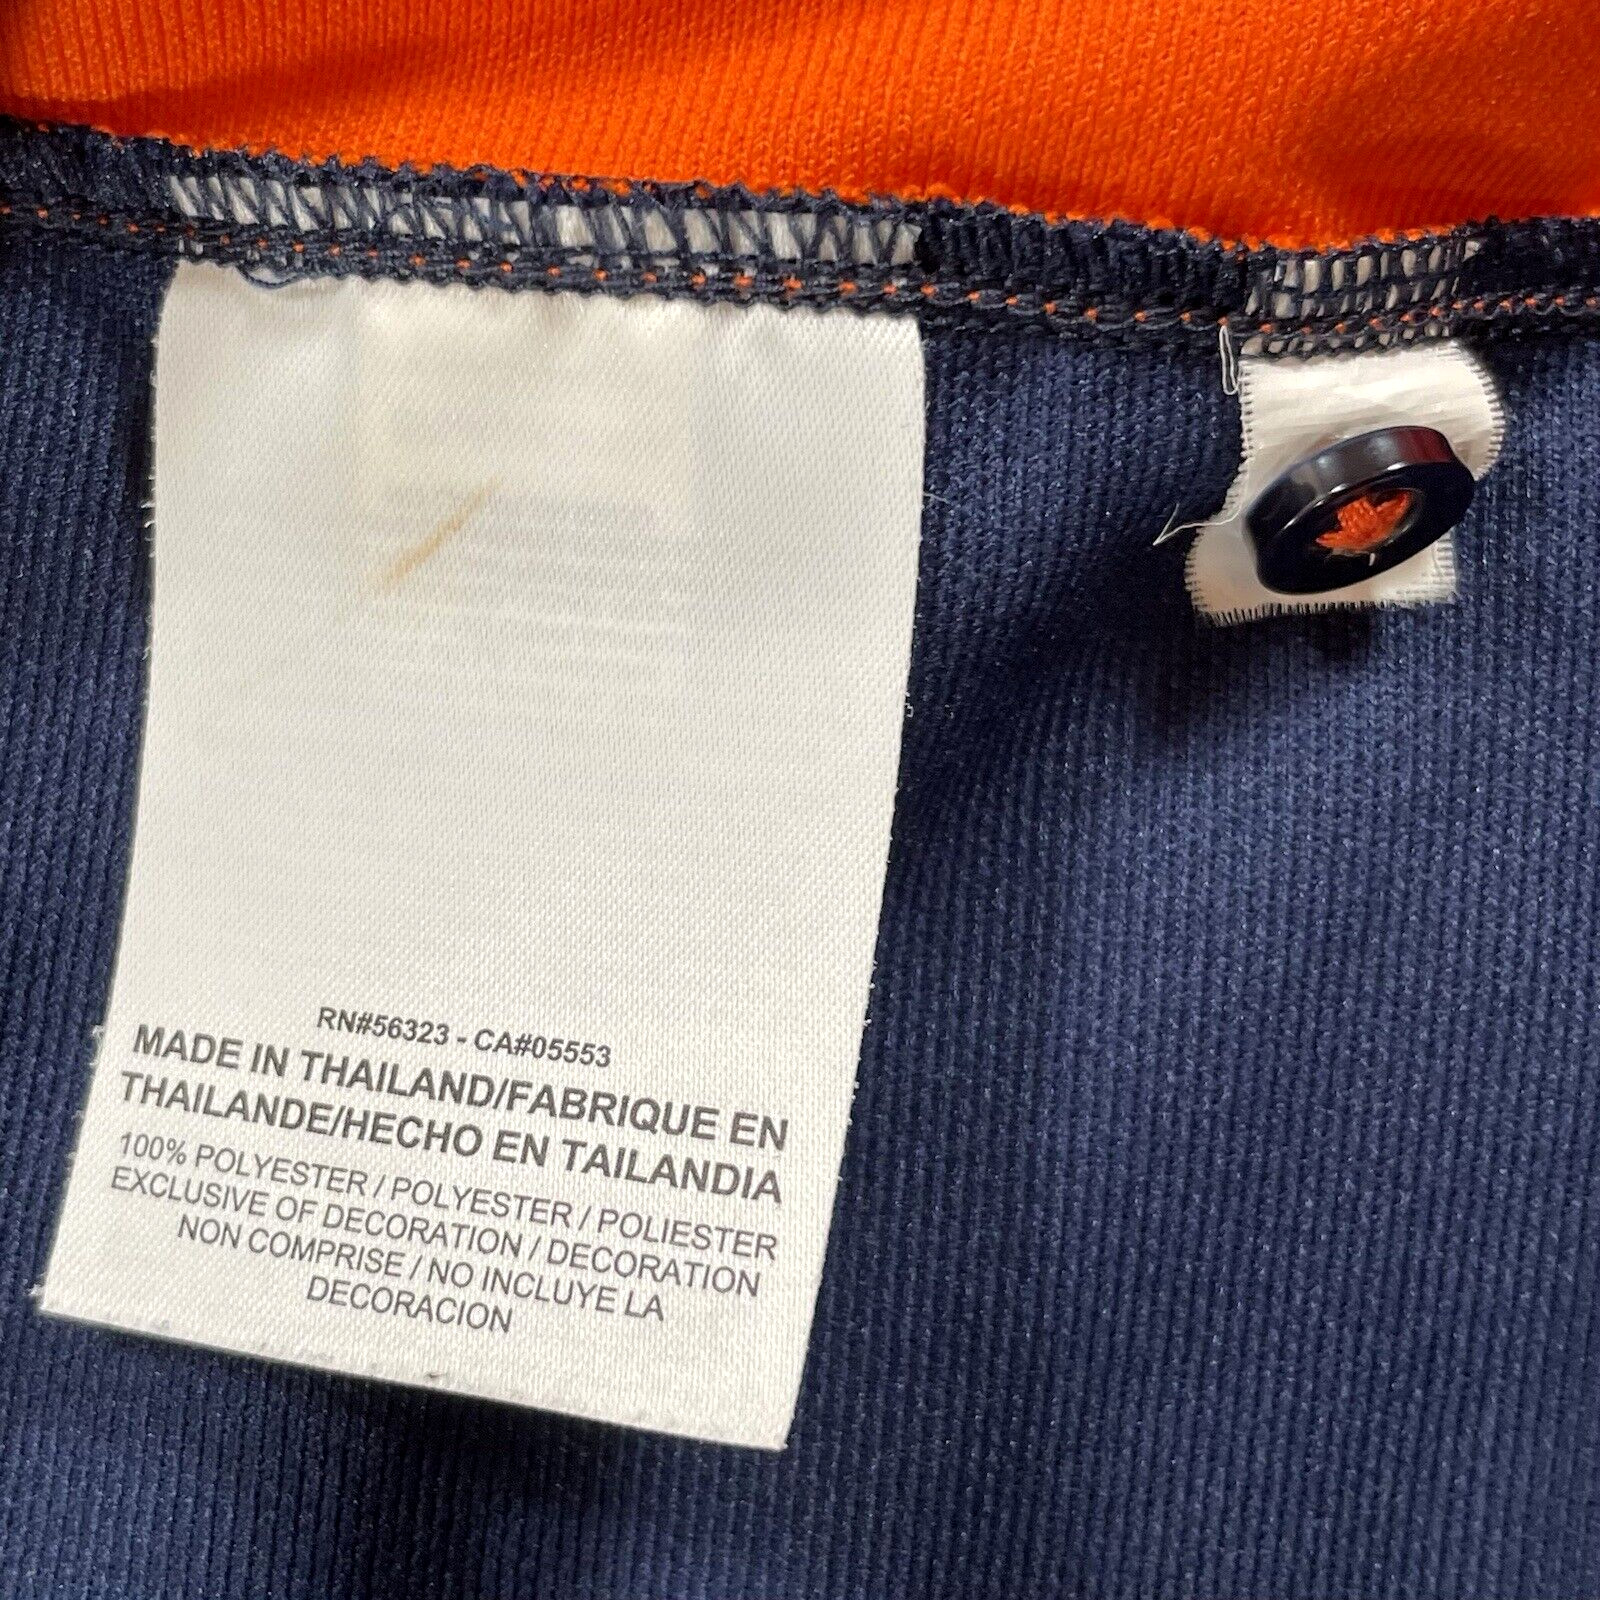 RN#56323 - CA#05553
MADE IN THAILAND/FABRIQUE EN
THAILANDE/HECHO EN TAILANDIA
100% POLYESTER / POLYESTER / POLIESTER
EXCLUSIVE OF DECORATION / DECORATION
NON COMPRISE / NO INCLUYE LA
DECORACION